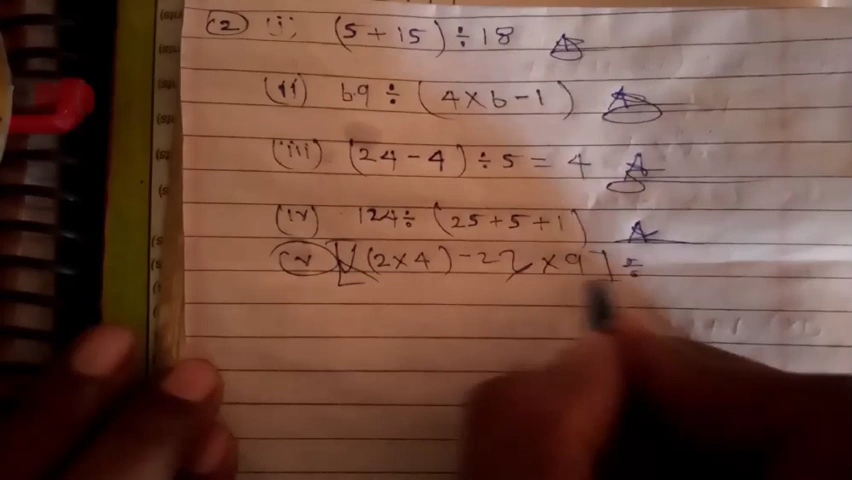 (2) (i) (5 + 15) ÷ 18
(ii) 69 ÷ (4 × 6 - 1)
(iii) (24 - 4) ÷ 5 = 4
(iv) 124 ÷ (25 + 5 + 1)
(v) [(2 × 4) - 2 × 9] ÷